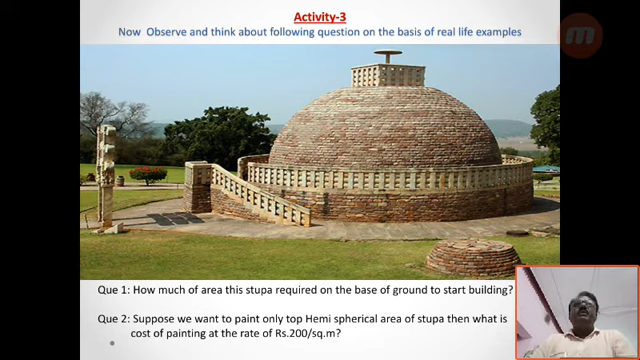 Activity-3
Now Observe and think about following question on the basis of real life examples
Que 1: How much of area this stupa required on the base of ground to start building?
Que 2: Suppose we want to paint only top Hemi spherical area of stupa then what is
cost of painting at the rate of Rs.200/sq.m?